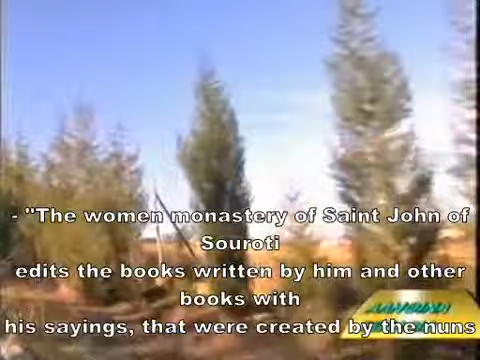 - "The women monastery of Saint John of
Souroti
edits the books written by him and other
books with
his sayings, that were created by the nuns